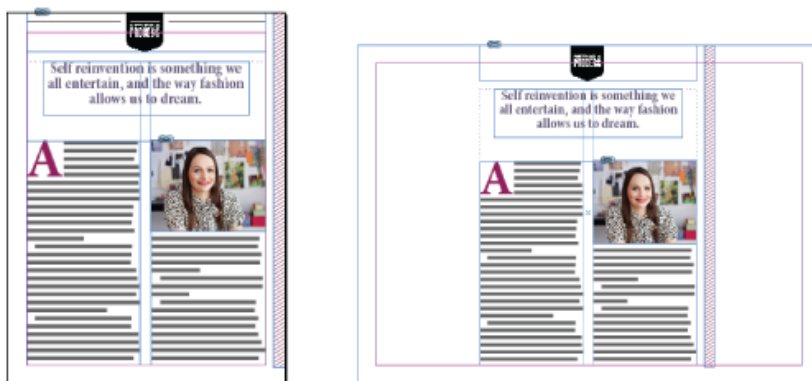 Self reinvention is something we
all entertain, and the way fashion
allows us to dream.
A
Self reinvention is something we
all entertain, and the way fashion
allows us to dream.
A